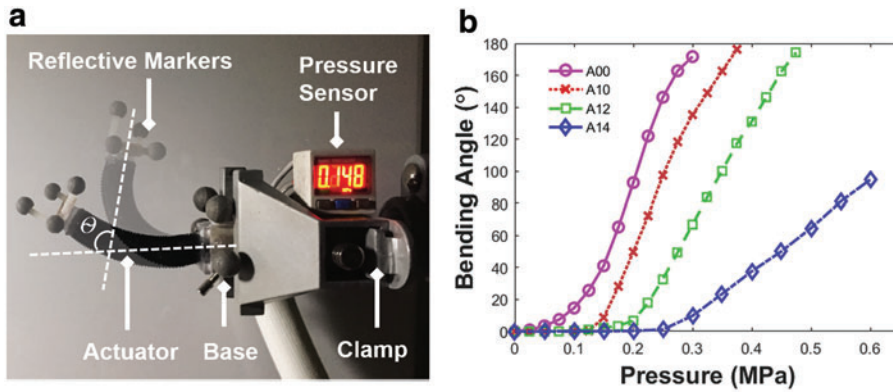 a
Reflective Markers
Pressure
Sensor
0.148
Θ
Actuator
Base
Clamp
b
180
160
140
120
100
80
60
40
20
0
Bending Angle (°)
A00
A10
A12
A14
0
0.1
0.2
0.3
0.4
0.5
0.6
Pressure (MPa)